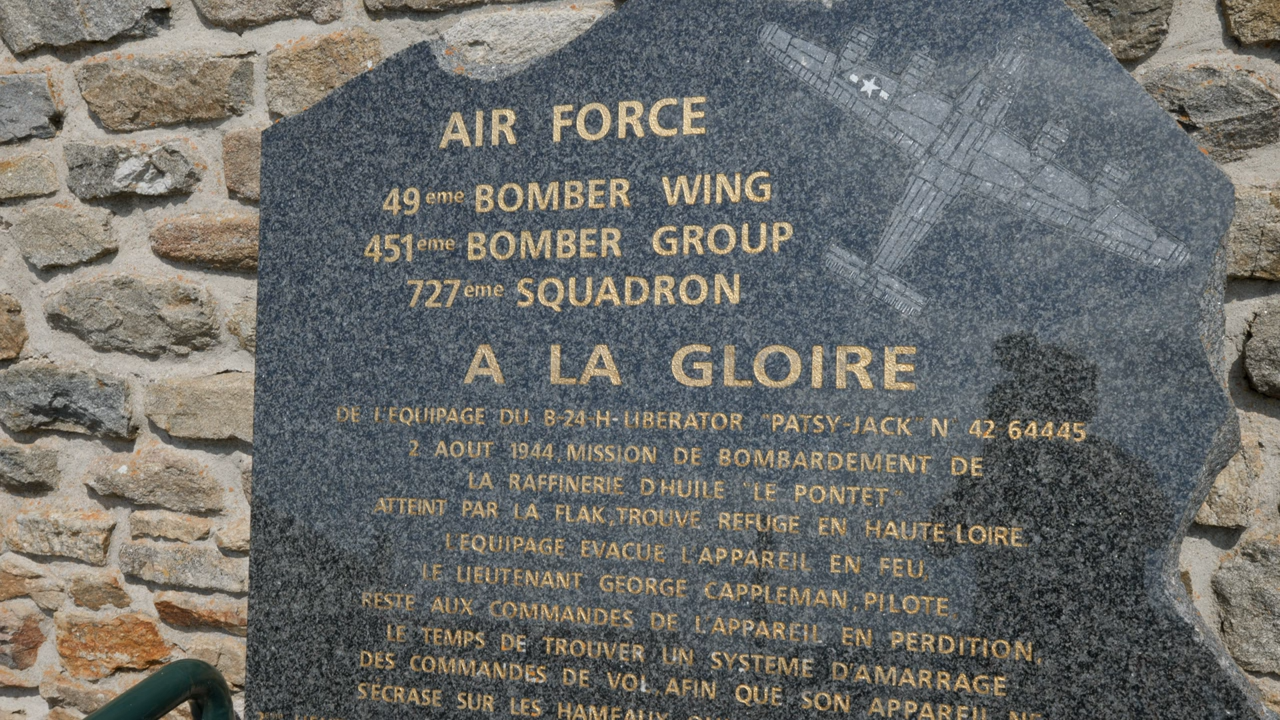 AIR FORCE
49eme BOMBER WING
451eme BOMBER GROUP
727eme SQUADRON
A LA GLOIRE
DE L'EQUIPAGE DU B-24-H-LIBERATOR "PATSY-JACK" N° 42 64445
2 AOUT 1944, MISSION DE BOMBARDEMENT DE
LA RAFFINERIE D'HUILE "LE PONTET"
ATTEINT PAR LA FLAK, TROUVE REFUGE EN HAUTE LOIRE.
L'EQUIPAGE EVACUE L'APPAREIL EN FEU,
LE LIEUTENANT GEORGE CAPPLEMAN, PILOTE,
RESTE AUX COMMANDES DE L'APPAREIL EN PERDITION,
LE TEMPS DE TROUVER UN SYSTEME D'AMARRAGE
DES COMMANDES DE VOL, AFIN QUE SON APPAREIL NE
S'ECRASE SUR LES HAMEAUX